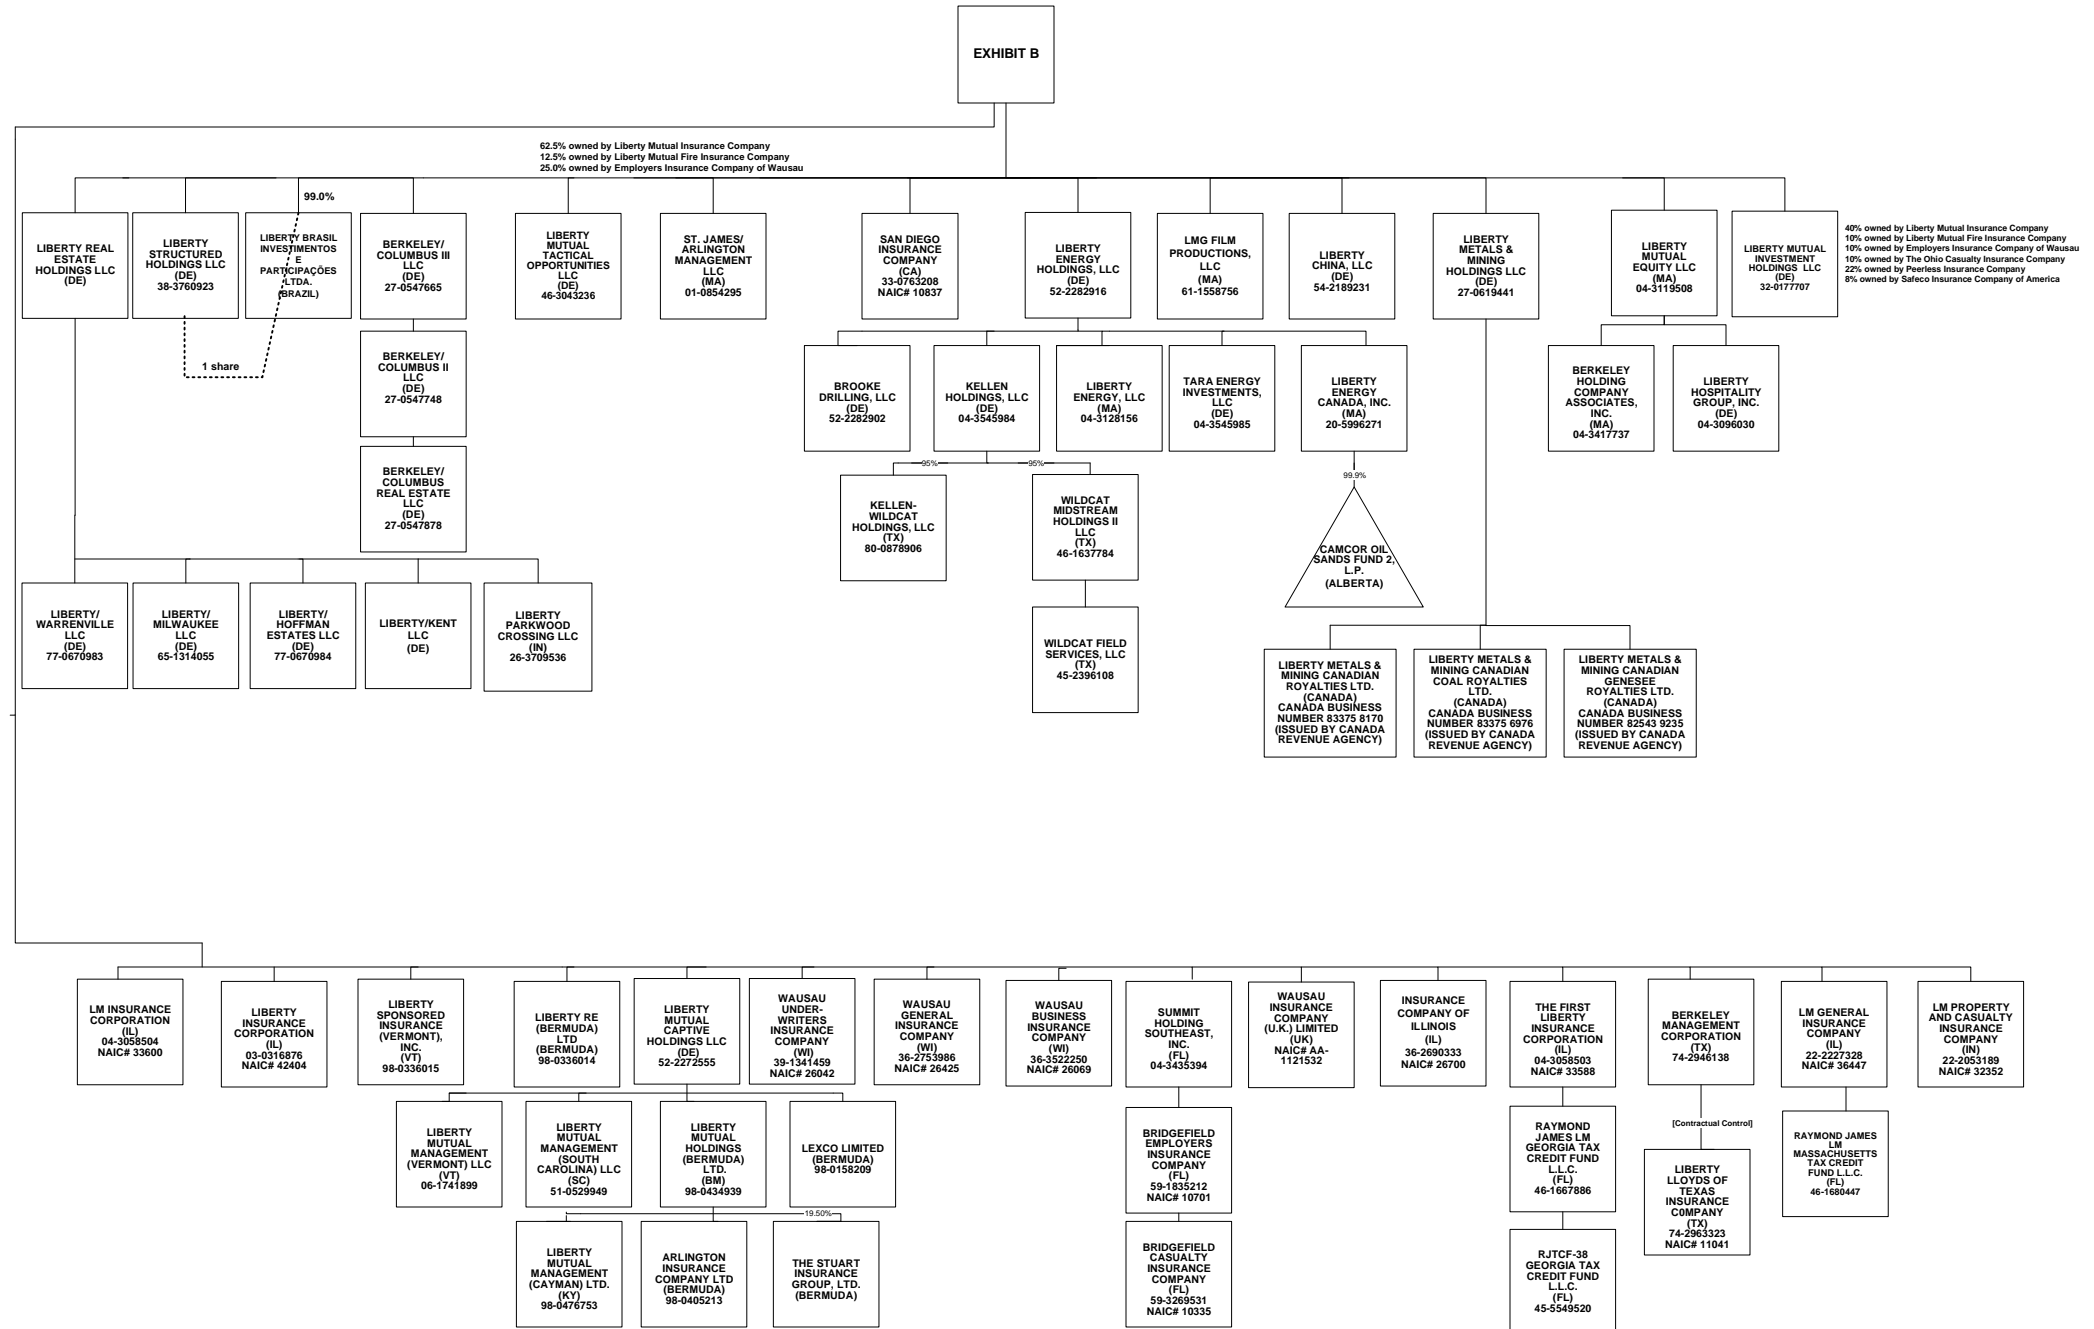 EXHIBIT B
62.5% owned by Liberty Mutual Insurance Company
12.5% owned by Liberty Mutual Fire Insurance Company
25.0% owned by Employers Insurance Company of Wausau
99.0%
LIBERTY REAL
ESTATE
HOLDINGS LLC
(DE)
LIBERTY
STRUCTURED
HOLDINGS LLC
(DE)
38-3760923
LIBERTY BRASIL
INVESTIMENTOS
E
PARTICIPAÇÕES
LTDA.
(BRAZIL)
BERKELEY/
COLUMBUS III
LLC
(DE)
27-0547665
LIBERTY
MUTUAL
TACTICAL
OPPORTUNITIES
LLC
(DE)
46-3043236
ST. JAMES/
ARLINGTON
MANAGEMENT
LLC
(MA)
01-0854295
SAN DIEGO
INSURANCE
COMPANY
(CA)
33-0763208
NAIC# 10837
LIBERTY
ENERGY
HOLDINGS, LLC
(DE)
52-2282916
LMG FILM
PRODUCTIONS,
LLC
(MA)
61-1558756
LIBERTY
CHINA, LLC
(DE)
54-2189231
LIBERTY
METALS &
MINING
HOLDINGS LLC
(DE)
27-0619441
LIBERTY
MUTUAL
EQUITY LLC
(MA)
04-3119508
LIBERTY MUTUAL
INVESTMENT
HOLDINGS LLC
(DE)
32-0177707
40% owned by Liberty Mutual Insurance Company
10% owned by Liberty Mutual Fire Insurance Company
10% owned by Employers Insurance Company of Wausau
10% owned by The Ohio Casualty Insurance Company
22% owned by Peerless Insurance Company
8% owned by Safeco Insurance Company of America
1 share
BERKELEY/
COLUMBUS II
LLC
(DE)
27-0547748
BROOKE
DRILLING, LLC
(DE)
52-2282902
KELLEN
HOLDINGS, LLC
(DE)
04-3545984
LIBERTY
ENERGY, LLC
(MA)
04-3128156
TARA ENERGY
INVESTMENTS,
LLC
(DE)
04-3545985
LIBERTY
ENERGY
CANADA, INC.
(MA)
20-5996271
BERKELEY
HOLDING
COMPANY
ASSOCIATES,
INC.
(MA)
04-3417737
LIBERTY
HOSPITALITY
GROUP, INC.
(DE)
04-3096030
BERKELEY/
COLUMBUS
REAL ESTATE
LLC
(DE)
27-0547878
95%
95%
99.9%
KELLEN-
WILDCAT
HOLDINGS, LLC
(TX)
80-0878906
WILDCAT
MIDSTREAM
HOLDINGS II
LLC
(TX)
46-1637784
CAMCOR OIL
SANDS FUND 2,
L.P.
(ALBERTA)
LIBERTY/
WARRENVILLE
LLC
(DE)
77-0670983
LIBERTY/
MILWAUKEE
LLC
(DE)
65-1314055
LIBERTY/
HOFFMAN
ESTATES LLC
(DE)
77-0670984
LIBERTY/KENT
LLC
(DE)
LIBERTY
PARKWOOD
CROSSING LLC
(IN)
26-3709536
WILDCAT FIELD
SERVICES, LLC
(TX)
45-2396108
LIBERTY METALS &
MINING CANADIAN
ROYALTIES LTD.
(CANADA)
CANADA BUSINESS
NUMBER 83375 8170
(ISSUED BY CANADA
REVENUE AGENCY)
LIBERTY METALS &
MINING CANADIAN
COAL ROYALTIES
LTD.
(CANADA)
CANADA BUSINESS
NUMBER 83375 6976
(ISSUED BY CANADA
REVENUE AGENCY)
LIBERTY METALS &
MINING CANADIAN
GENESEE
ROYALTIES LTD.
(CANADA)
CANADA BUSINESS
NUMBER 82543 9235
(ISSUED BY CANADA
REVENUE AGENCY)
LM INSURANCE
CORPORATION
(IL)
04-3058504
NAIC# 33600
LIBERTY
INSURANCE
CORPORATION
(IL)
03-0316876
NAIC# 42404
LIBERTY
SPONSORED
INSURANCE
(VERMONT),
INC.
(VT)
98-0336015
LIBERTY RE
(BERMUDA)
LTD
(BERMUDA)
98-0336014
LIBERTY
MUTUAL
CAPTIVE
HOLDINGS LLC
(DE)
52-2272555
WAUSAU
UNDER-
WRITERS
INSURANCE
COMPANY
(WI)
39-1341459
NAIC# 26042
WAUSAU
GENERAL
INSURANCE
COMPANY
(WI)
36-2753986
NAIC# 26425
WAUSAU
BUSINESS
INSURANCE
COMPANY
(WI)
36-3522250
NAIC# 26069
SUMMIT
HOLDING
SOUTHEAST,
INC.
(FL)
04-3435394
WAUSAU
INSURANCE
COMPANY
(U.K.) LIMITED
(UK)
NAIC# AA-
1121532
INSURANCE
COMPANY OF
ILLINOIS
(IL)
36-2690333
NAIC# 26700
THE FIRST
LIBERTY
INSURANCE
CORPORATION
(IL)
04-3058503
NAIC# 33588
BERKELEY
MANAGEMENT
CORPORATION
(TX)
74-2946138
LM GENERAL
INSURANCE
COMPANY
(IL)
22-2227328
NAIC# 36447
LM PROPERTY
AND CASUALTY
INSURANCE
COMPANY
(IN)
22-2053189
NAIC# 32352
LIBERTY
MUTUAL
MANAGEMENT
(VERMONT) LLC
(VT)
06-1741899
LIBERTY
MUTUAL
MANAGEMENT
(SOUTH
CAROLINA) LLC
(SC)
51-0529949
LIBERTY
MUTUAL
HOLDINGS
(BERMUDA)
LTD.
(BM)
98-0434939
LEXCO LIMITED
(BERMUDA)
98-0158209
BRIDGEFIELD
EMPLOYERS
INSURANCE
COMPANY
(FL)
59-1835212
NAIC# 10701
RAYMOND
JAMES LM
GEORGIA TAX
CREDIT FUND
L.L.C.
(FL)
46-1667886
[Contractual Control]
LIBERTY
LLOYDS OF
TEXAS
INSURANCE
C0MPANY
(TX)
74-2963323
NAIC# 11041
RAYMOND JAMES
LM
MASSACHUSETTS
TAX CREDIT
FUND L.L.C.
(FL)
46-1680447
19.50%
LIBERTY
MUTUAL
MANAGEMENT
(CAYMAN) LTD.
(KY)
98-0476753
ARLINGTON
INSURANCE
COMPANY LTD
(BERMUDA)
98-0405213
THE STUART
INSURANCE
GROUP, LTD.
(BERMUDA)
BRIDGEFIELD
CASUALTY
INSURANCE
COMPANY
(FL)
59-3269531
NAIC# 10335
RJTCF-38
GEORGIA TAX
CREDIT FUND
L.L.C.
(FL)
45-5549520